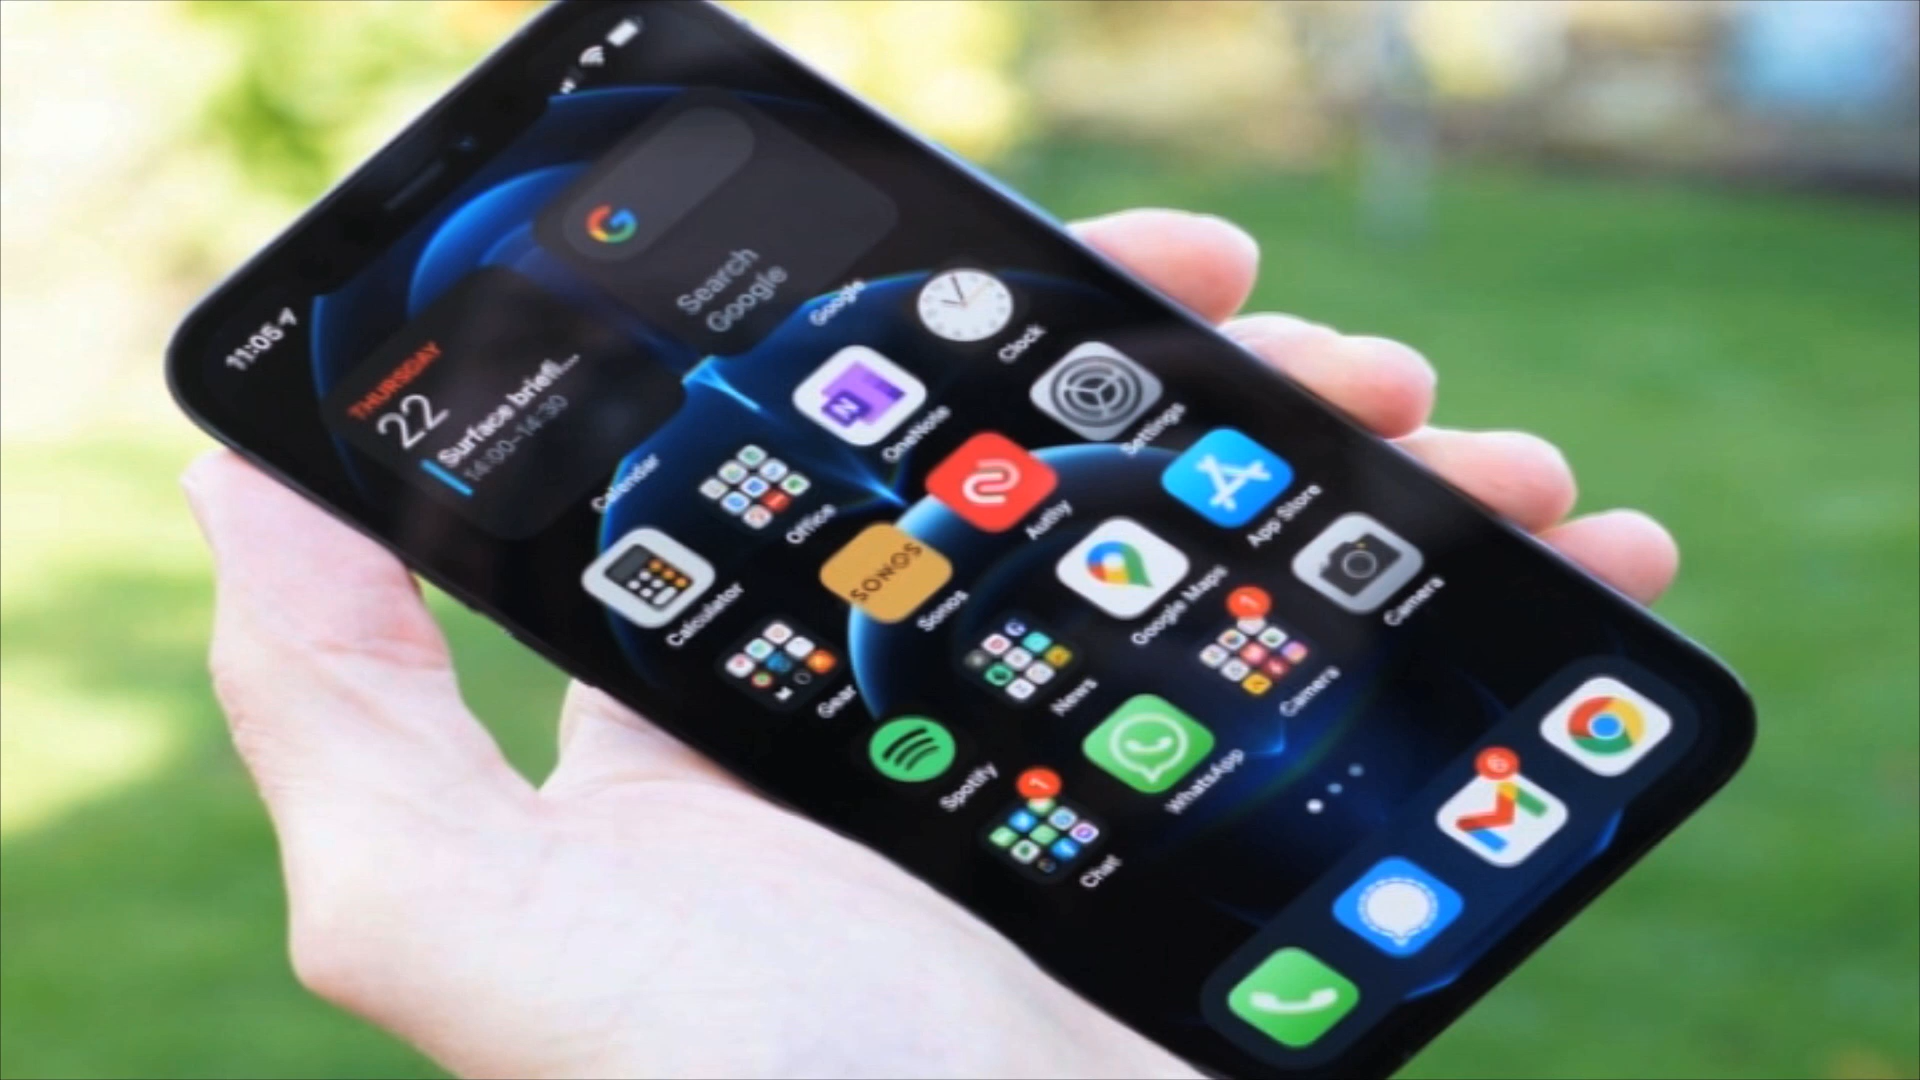 11:05
THURSDAY
22
Surface briefi...
14:00–14:30
Calendar
Search
Google
Google
Office
OneNote
Clock
Calculator
SONOS
Sonos
Authy
Settings
Gear
News
Google Maps
App Store
Spotify
WhatsApp
1
Camera
Camera
1
Chat
6